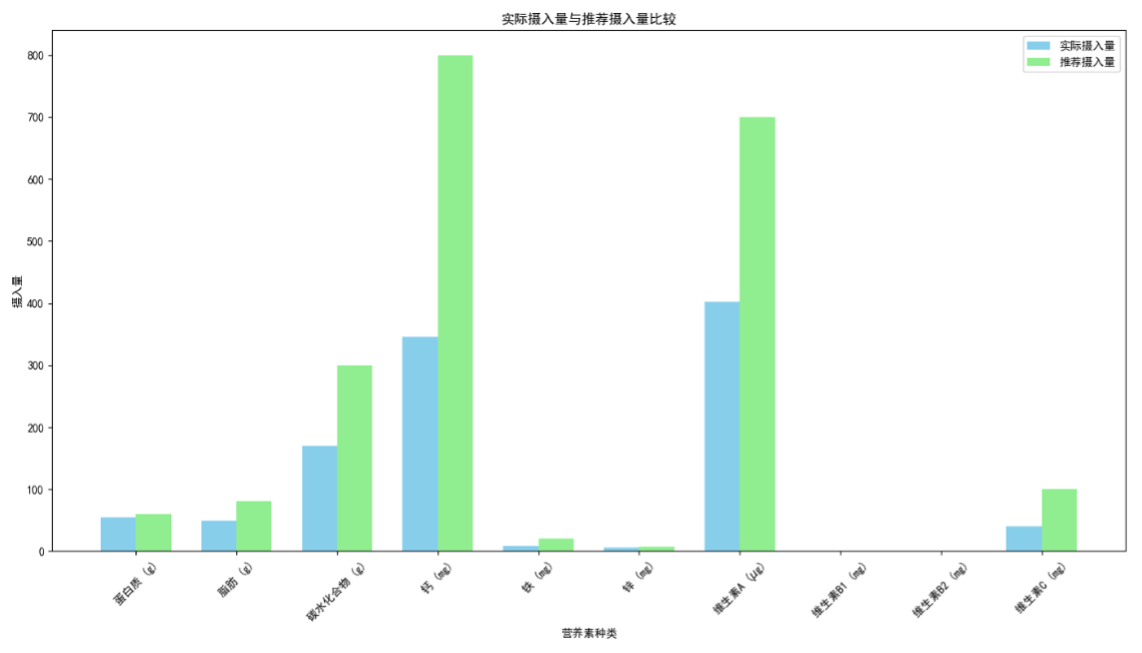 实际摄入量与推荐摄入量比较
实际摄入量
推荐摄入量
摄入量
800
700
600
500
400
300
200
100
0
蛋白质 (g)
脂肪 (g)
碳水化合物 (g)
钙 (mg)
铁 (mg)
锌 (mg)
维生素A (μg)
维生素B1 (mg)
维生素B2 (mg)
维生素C (mg)
营养素种类